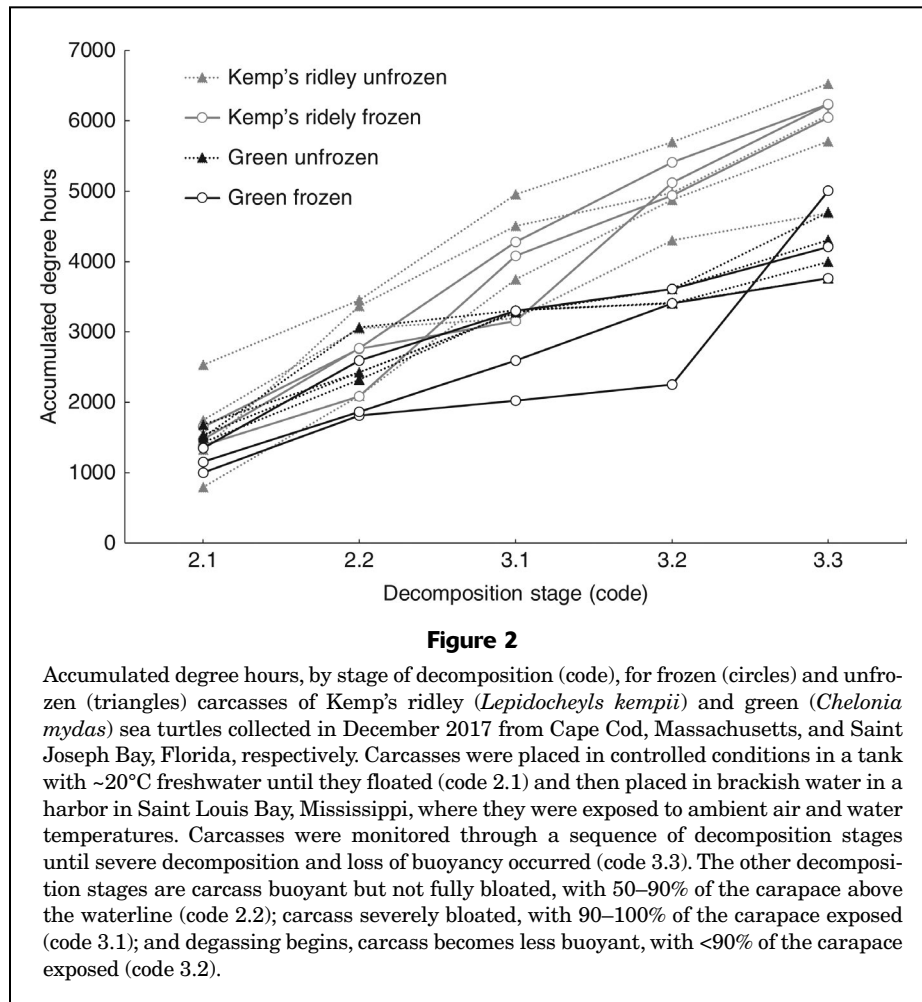 7000
6000
5000
4000
3000
2000
1000
0
Accumulated degree hours
Kemp's ridley unfrozen
Kemp's ridely frozen
Green unfrozen
Green frozen
2.1 2.2 3.1 3.2 3.3
Decomposition stage (code)
Figure 2
Accumulated degree hours, by stage of decomposition (code), for frozen (circles) and unfro-
zen (triangles) carcasses of Kemp's ridley (Lepidocheyls kempii) and green (Chelonia
mydas) sea turtles collected in December 2017 from Cape Cod, Massachusetts, and Saint
Joseph Bay, Florida, respectively. Carcasses were placed in controlled conditions in a tank
with ~20°C freshwater until they floated (code 2.1) and then placed in brackish water in a
harbor in Saint Louis Bay, Mississippi, where they were exposed to ambient air and water
temperatures. Carcasses were monitored through a sequence of decomposition stages
until severe decomposition and loss of buoyancy occurred (code 3.3). The other decomposi-
tion stages are carcass buoyant but not fully bloated, with 50–90% of the carapace above
the waterline (code 2.2); carcass severely bloated, with 90–100% of the carapace exposed
(code 3.1); and degassing begins, carcass becomes less buoyant, with <90% of the carapace
exposed (code 3.2).